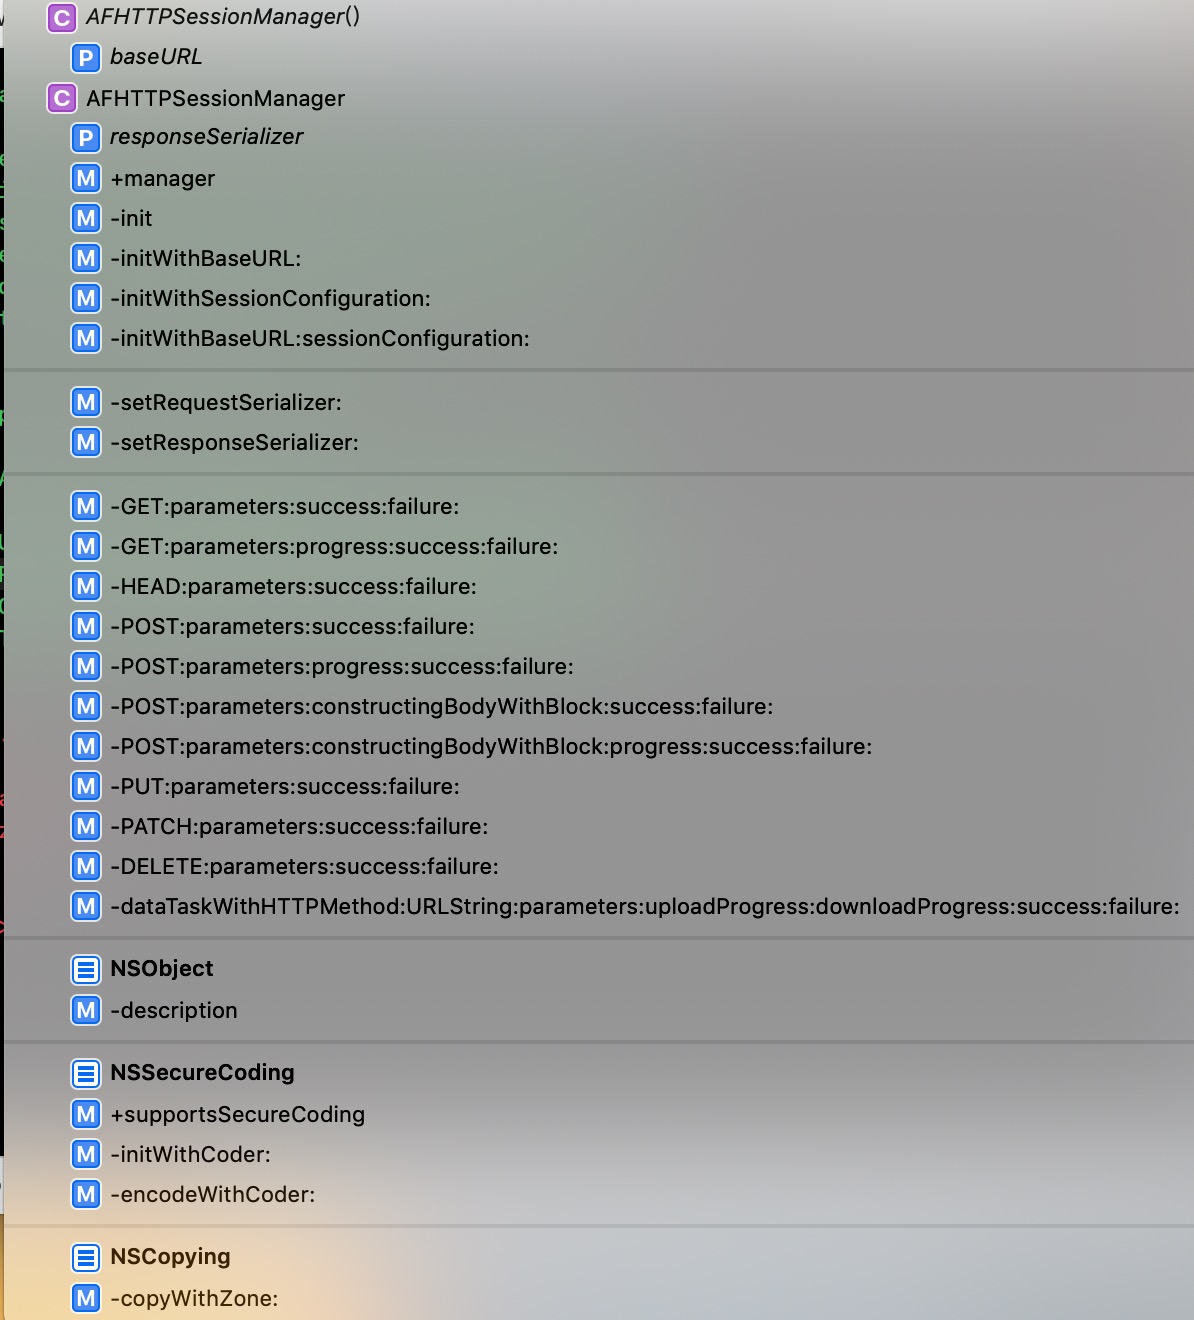 C AFHTTPSessionManager()
P baseURL
C AFHTTPSessionManager
P responseSerializer
M +manager
M -init
M -initWithBaseURL:
M -initWithSessionConfiguration:
M -initWithBaseURL:sessionConfiguration:
M -setRequestSerializer:
M -setResponseSerializer:
M -GET:parameters:success:failure:
M -GET:parameters:progress:success:failure:
M -HEAD:parameters:success:failure:
M -POST:parameters:success:failure:
M -POST:parameters:progress:success:failure:
M -POST:parameters:constructingBodyWithBlock:success:failure:
M -POST:parameters:constructingBodyWithBlock:progress:success:failure:
M -PUT:parameters:success:failure:
M -PATCH:parameters:success:failure:
M -DELETE:parameters:success:failure:
M -dataTaskWithHTTPMethod:URLString:parameters:uploadProgress:downloadProgress:success:failure:
NSObject
M -description
NSSecureCoding
M +supportsSecureCoding
M -initWithCoder:
M -encodeWithCoder:
NSCopying
M -copyWithZone: